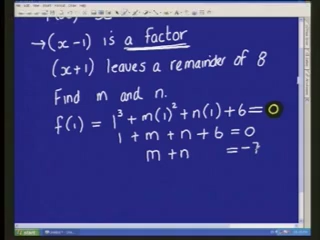 →(x-1) is a factor
(x+1) leaves a remainder of 8
Find m and n.
f(1) = 1³ + m(1)² + n(1) + 6 = 0
1 + m + n + 6 = 0
m + n = -7